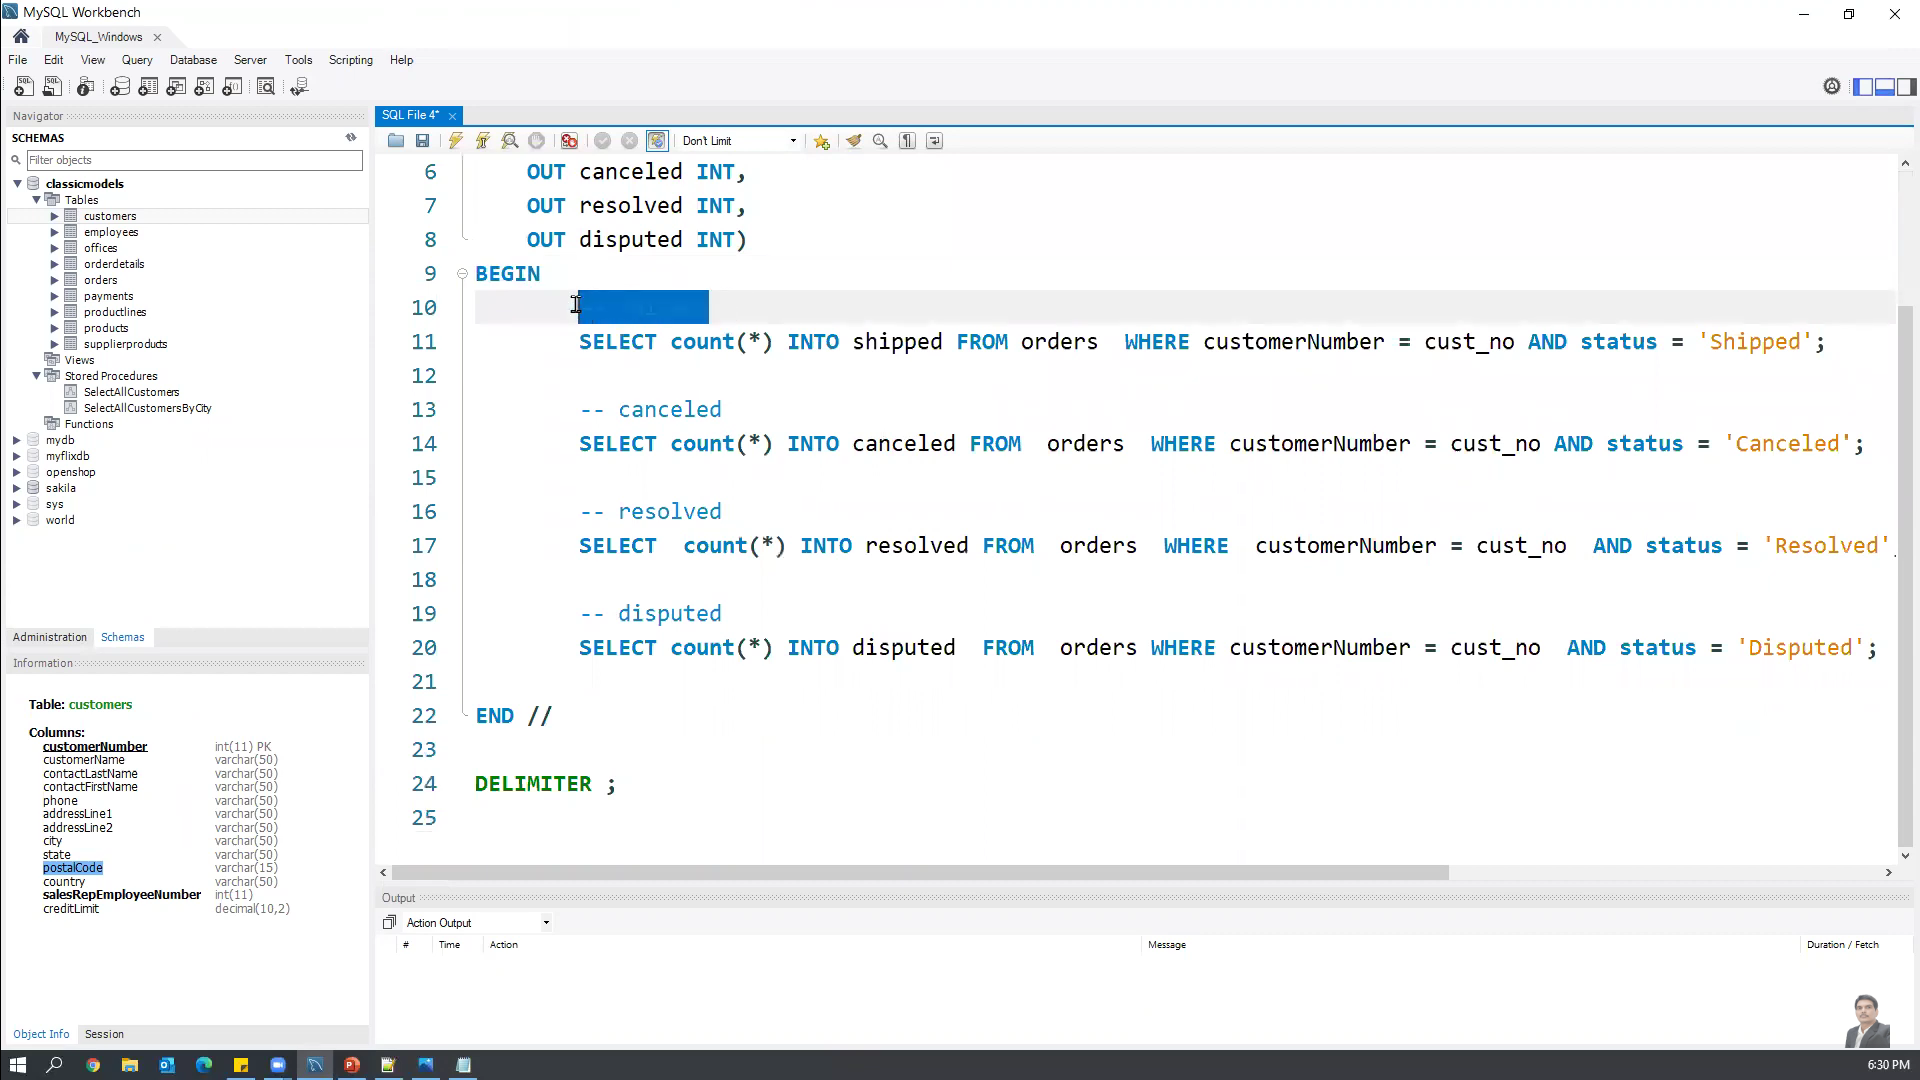 MySQL Workbench
MySQL_Windows
File Edit View Query Database Server Tools Scripting Help
Navigator
SCHEMAS
Filter objects
classicmodels
Tables
customers
employees
offices
orderdetails
orders
payments
productlines
products
supplierproducts
Views
Stored Procedures
SelectAllCustomers
SelectAllCustomersByCity
Functions
mydb
myflixdb
openshop
sakila
sys
world
Administration Schemas
Information
Table: customers
Columns:
customerNumber int(11) PK
customerName varchar(50)
contactLastName varchar(50)
contactFirstName varchar(50)
phone varchar(50)
addressLine1 varchar(50)
addressLine2 varchar(50)
city varchar(50)
state varchar(50)
postalCode varchar(15)
country varchar(50)
salesRepEmployeeNumber int(11)
creditLimit decimal(10,2)
Object Info Session
SQL File 4*
Don't Limit
6 OUT canceled INT,
7 OUT resolved INT,
8 OUT disputed INT)
9 BEGIN
10
11 SELECT count(*) INTO shipped FROM orders WHERE customerNumber = cust_no AND status = 'Shipped';
12
13 -- canceled
14 SELECT count(*) INTO canceled FROM orders WHERE customerNumber = cust_no AND status = 'Canceled';
15
16 -- resolved
17 SELECT count(*) INTO resolved FROM orders WHERE customerNumber = cust_no AND status = 'Resolved'
18
19 -- disputed
20 SELECT count(*) INTO disputed FROM orders WHERE customerNumber = cust_no AND status = 'Disputed';
21
22 END //
23
24 DELIMITER ;
25
Output
Action Output
# Time Action Message Duration / Fetch
6:30 PM